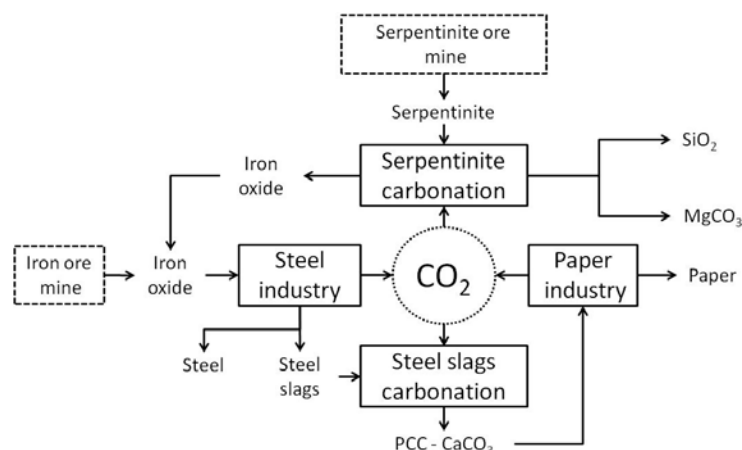 Serpentinite ore
mine
Serpentinite
Serpentinite
carbonation
SiO₂
MgCO₃
Iron
oxide
Iron ore
mine
Iron
oxide
Steel
industry
CO₂
Paper
industry
Paper
Steel
Steel
slags
Steel slags
carbonation
PCC - CaCO₃